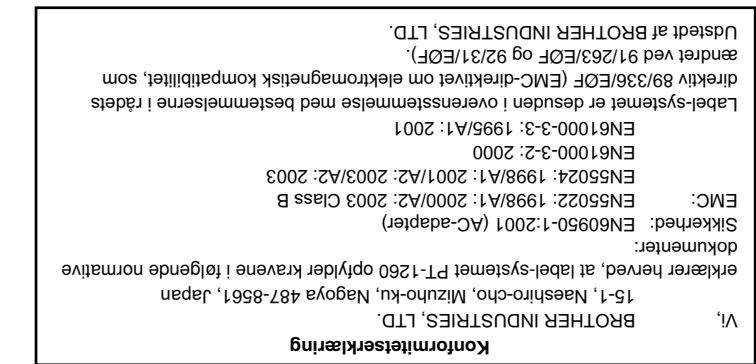 Konformitetserklæring
Vi, BROTHER INDUSTRIES, LTD.
15-1, Naeshiro-cho, Mizuho-ku, Nagoya 487-8561, Japan
erklærer herved, at label-systemet PT-1260 opfylder kravene i følgende normative
dokumenter:
Sikkerhed: EN60950-1:2001 (AC-adapter)
EMC: EN55022: 1998/A1: 2000/A2: 2003 Class B
EN55024: 1998/A1: 2001/A2: 2003/A2: 2003
EN61000-3-2: 2000
EN61000-3-3: 1995/A1: 2001
Label-systemet er desuden i overensstemmelse med bestemmelserne i rådets
direktiv 89/336/EØF (EMC-direktivet om elektromagnetisk kompatibilitet, som
ændret ved 91/263/EØF og 92/31/EØF).
Udstedt af BROTHER INDUSTRIES, LTD.